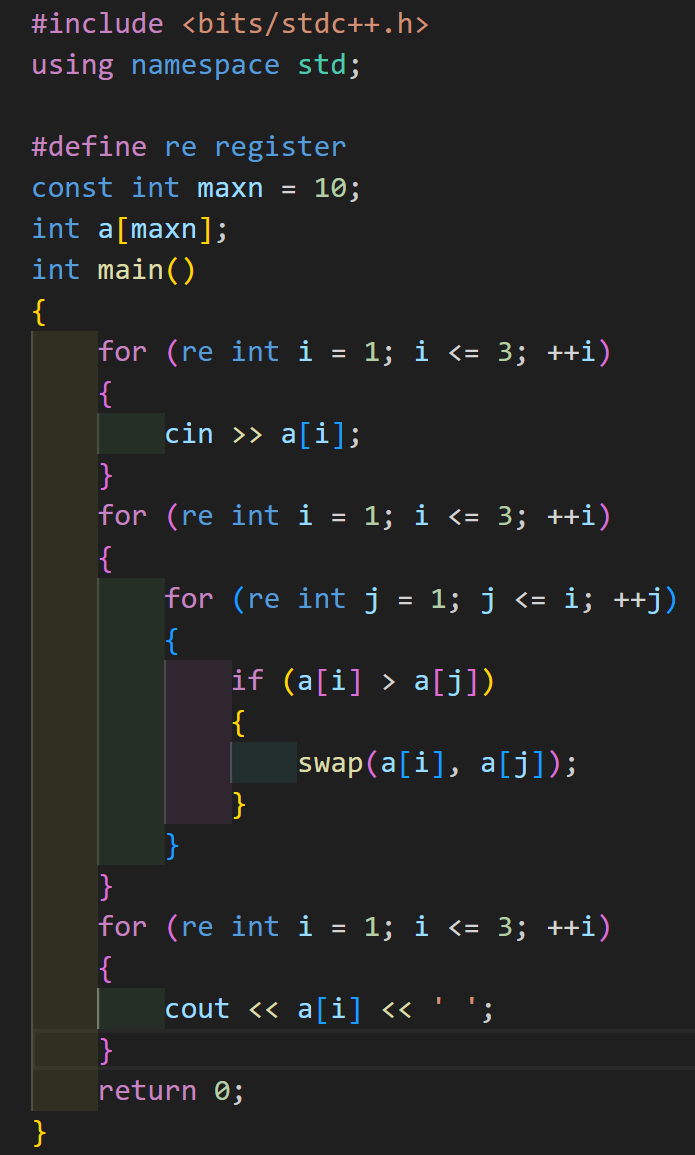 #include <bits/stdc++.h>
using namespace std;

#define re register
const int maxn = 10;
int a[maxn];
int main()
{
    for (re int i = 1; i <= 3; ++i)
    {
        cin >> a[i];
    }
    for (re int i = 1; i <= 3; ++i)
    {
        for (re int j = 1; j <= i; ++j)
        {
            if (a[i] > a[j])
            {
                swap(a[i], a[j]);
            }
        }
    }
    for (re int i = 1; i <= 3; ++i)
    {
        cout << a[i] << ' ';
    }
    return 0;
}